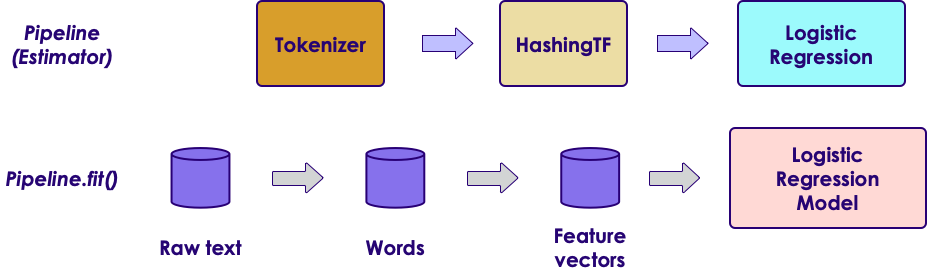 Pipeline
(Estimator)
Tokenizer
HashingTF
Logistic
Regression
Pipeline.fit()
Raw text
Words
Feature
vectors
Logistic
Regression
Model